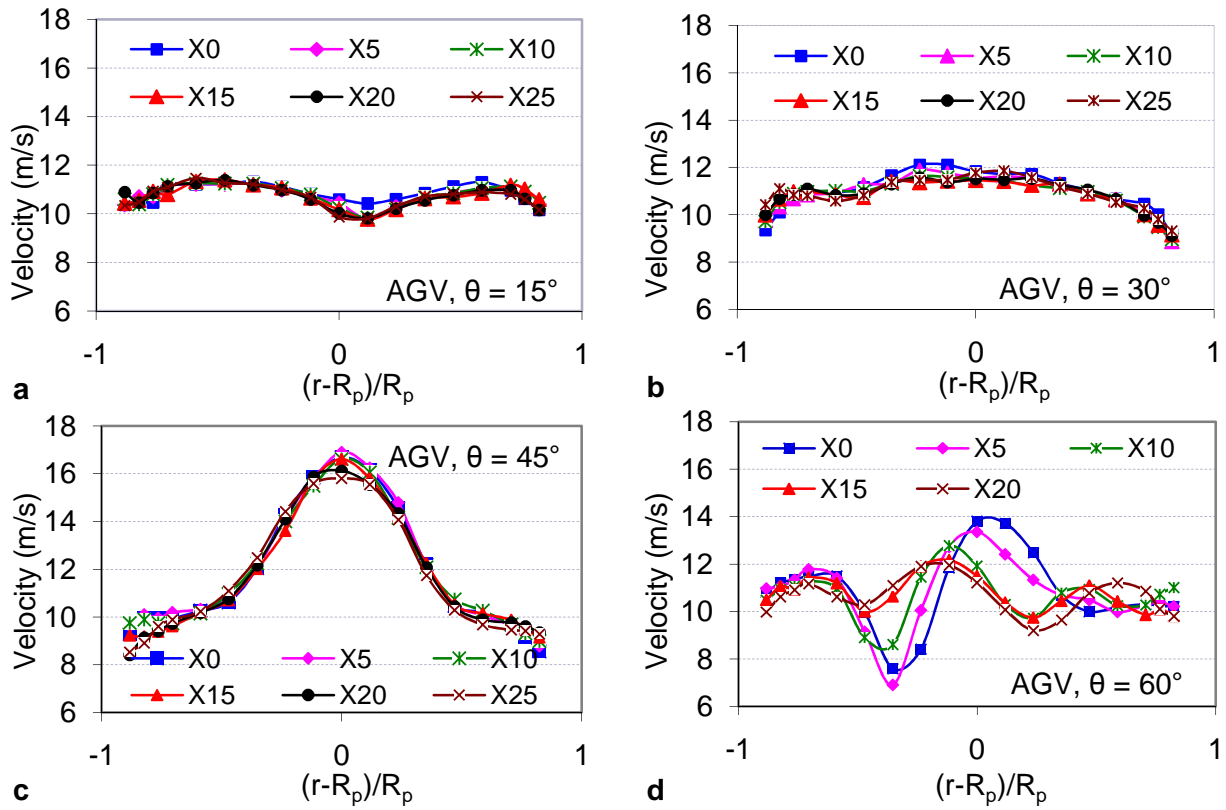 18
16
14
12
10
8
6
Velocity (m/s)
X0 X5 X10
X15 X20 X25
AGV, θ = 15°
-1 0 1
(r-Rp)/Rp
a
18
16
14
12
10
8
6
Velocity (m/s)
X0 X5 X10
X15 X20 X25
AGV, θ = 30°
-1 0 1
(r-Rp)/Rp
b
18
16
14
12
10
8
6
Velocity (m/s)
AGV, θ = 45°
X0 X5 X10
X15 X20 X25
-1 0 1
(r-Rp)/Rp
c
18
16
14
12
10
8
6
Velocity (m/s)
X0 X5 X10
X15 X20
AGV, θ = 60°
-1 0 1
(r-Rp)/Rp
d